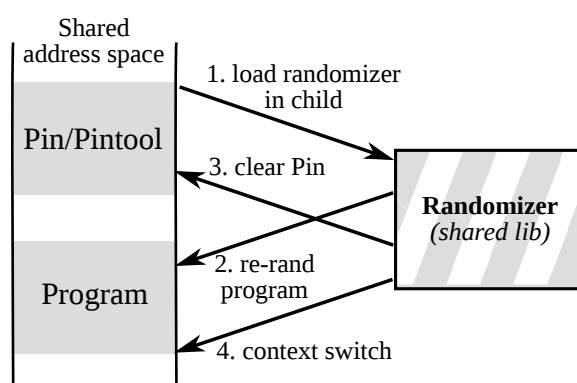 Shared
address space
1. load randomizer
in child
Pin/Pintool
3. clear Pin
Randomizer
(shared lib)
2. re-rand
program
Program
4. context switch